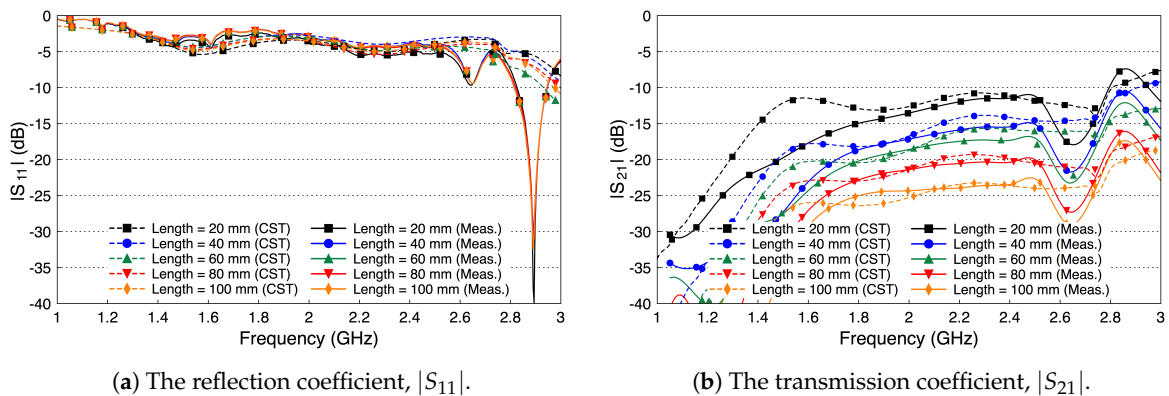 0
-5
-10
-15
-20
-25
-30
-35
-40
|S11| (dB)
Length = 20 mm (CST)
Length = 40 mm (CST)
Length = 60 mm (CST)
Length = 80 mm (CST)
Length = 100 mm (CST)
Length = 20 mm (Meas.)
Length = 40 mm (Meas.)
Length = 60 mm (Meas.)
Length = 80 mm (Meas.)
Length = 100 mm (Meas.)
1 1.2 1.4 1.6 1.8 2 2.2 2.4 2.6 2.8 3
Frequency (GHz)
(a) The reflection coefficient, |S11|.
0
-5
-10
-15
-20
-25
-30
-35
-40
|S21| (dB)
Length = 20 mm (CST)
Length = 40 mm (CST)
Length = 60 mm (CST)
Length = 80 mm (CST)
Length = 100 mm (CST)
Length = 20 mm (Meas.)
Length = 40 mm (Meas.)
Length = 60 mm (Meas.)
Length = 80 mm (Meas.)
Length = 100 mm (Meas.)
1 1.2 1.4 1.6 1.8 2 2.2 2.4 2.6 2.8 3
Frequency (GHz)
(b) The transmission coefficient, |S21|.